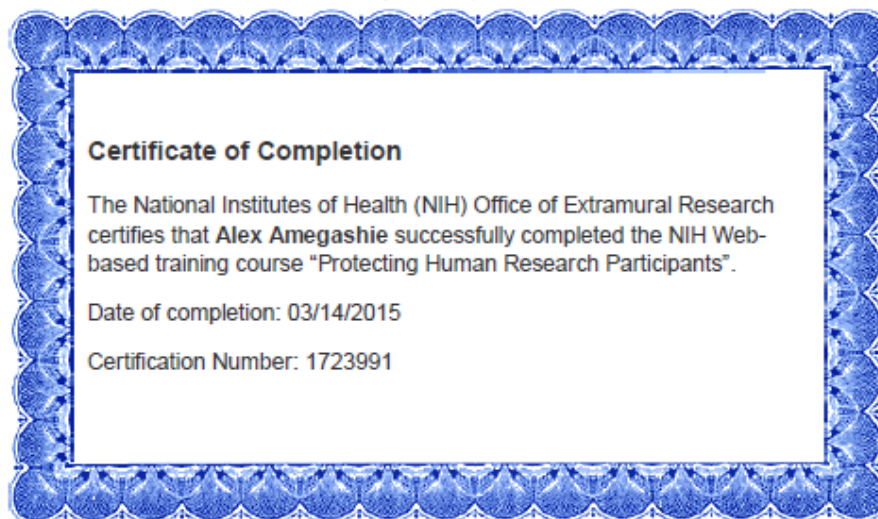 Certificate of Completion
The National Institutes of Health (NIH) Office of Extramural Research
certifies that Alex Amegashie successfully completed the NIH Web-
based training course “Protecting Human Research Participants”.
Date of completion: 03/14/2015
Certification Number: 1723991